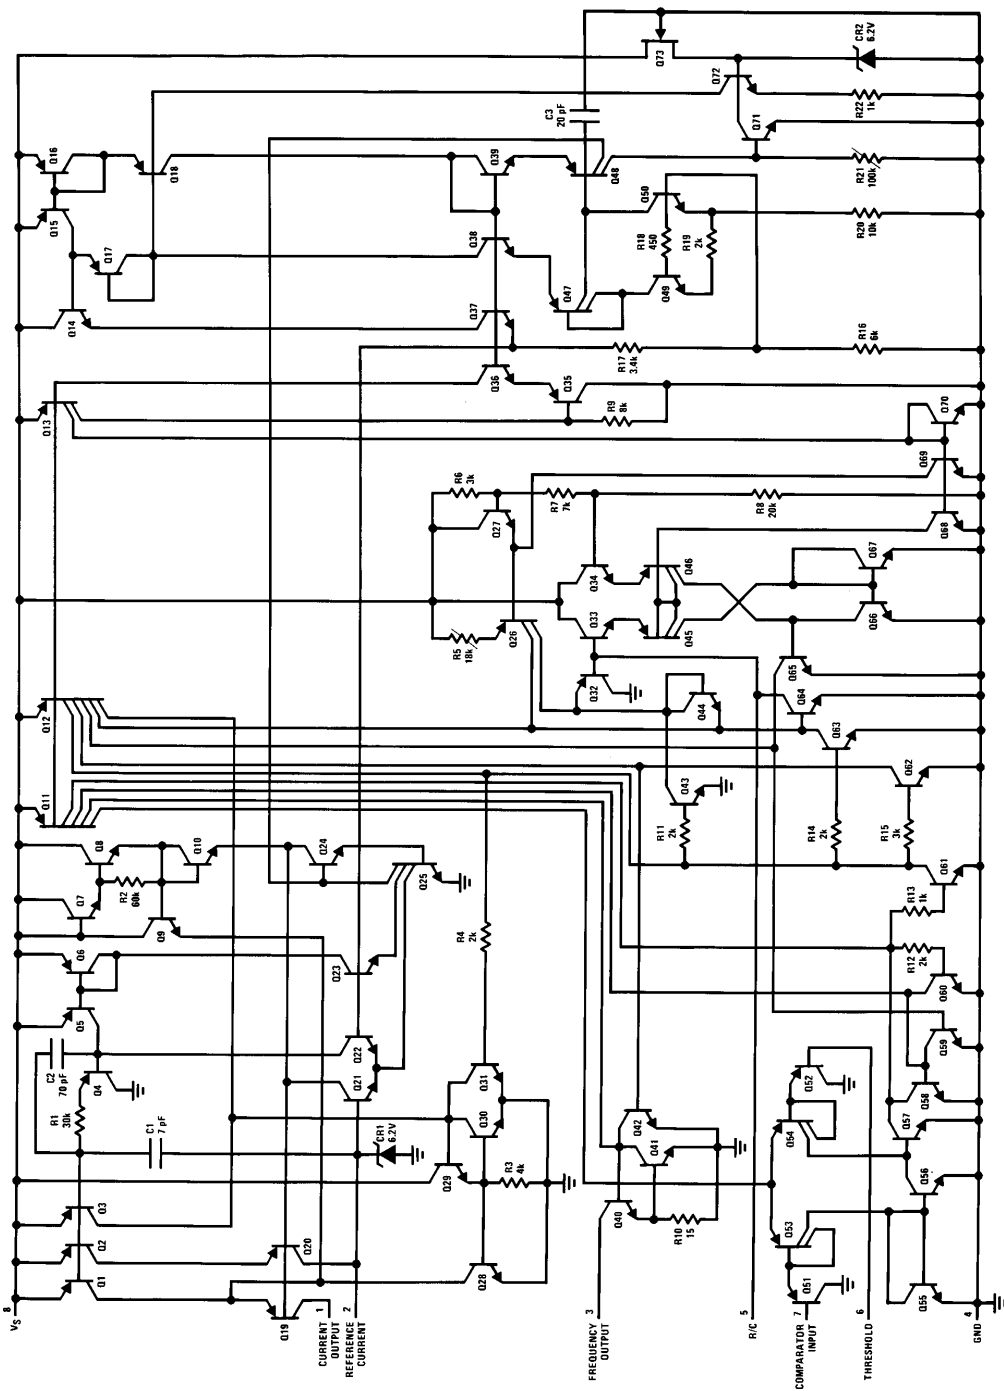 8
VS
Q1
Q2
Q3
C2
70 pF
R1
30k
Q4
C1
7 pF
Q5
Q6
Q7
Q8
R2
60k
Q9
Q10
Q11
Q12
Q13
Q14
Q15
Q16
Q17
Q18
Q19
Q20
Q21
Q22
Q23
Q24
Q25
CR1
6.2V
1
CURRENT
OUTPUT
2
REFERENCE
CURRENT
Q28
Q29
Q30
Q31
R3
4k
R4
2k
R5
18k
R6
3k
Q26
Q27
R7
7k
R8
20k
Q32
Q33
Q34
Q45
Q46
Q35
Q36
R9
8k
Q37
Q38
Q39
Q47
Q48
Q49
Q50
R17
3.4k
R16
6k
R18
450
R19
2k
R20
10k
R21
100k
R22
1k
C3
20 pF
Q71
Q72
Q73
CR2
6.2V
3
FREQUENCY
OUTPUT
Q40
Q41
Q42
R10
15
Q43
Q44
R11
2k
5
R/C
7
COMPARATOR
INPUT
6
THRESHOLD
4
GND
Q51
Q52
Q53
Q54
Q55
Q56
Q57
Q58
Q59
Q60
R12
2k
R13
1k
Q61
R14
2k
R15
3k
Q62
Q63
Q64
Q65
Q66
Q67
Q68
Q69
Q70